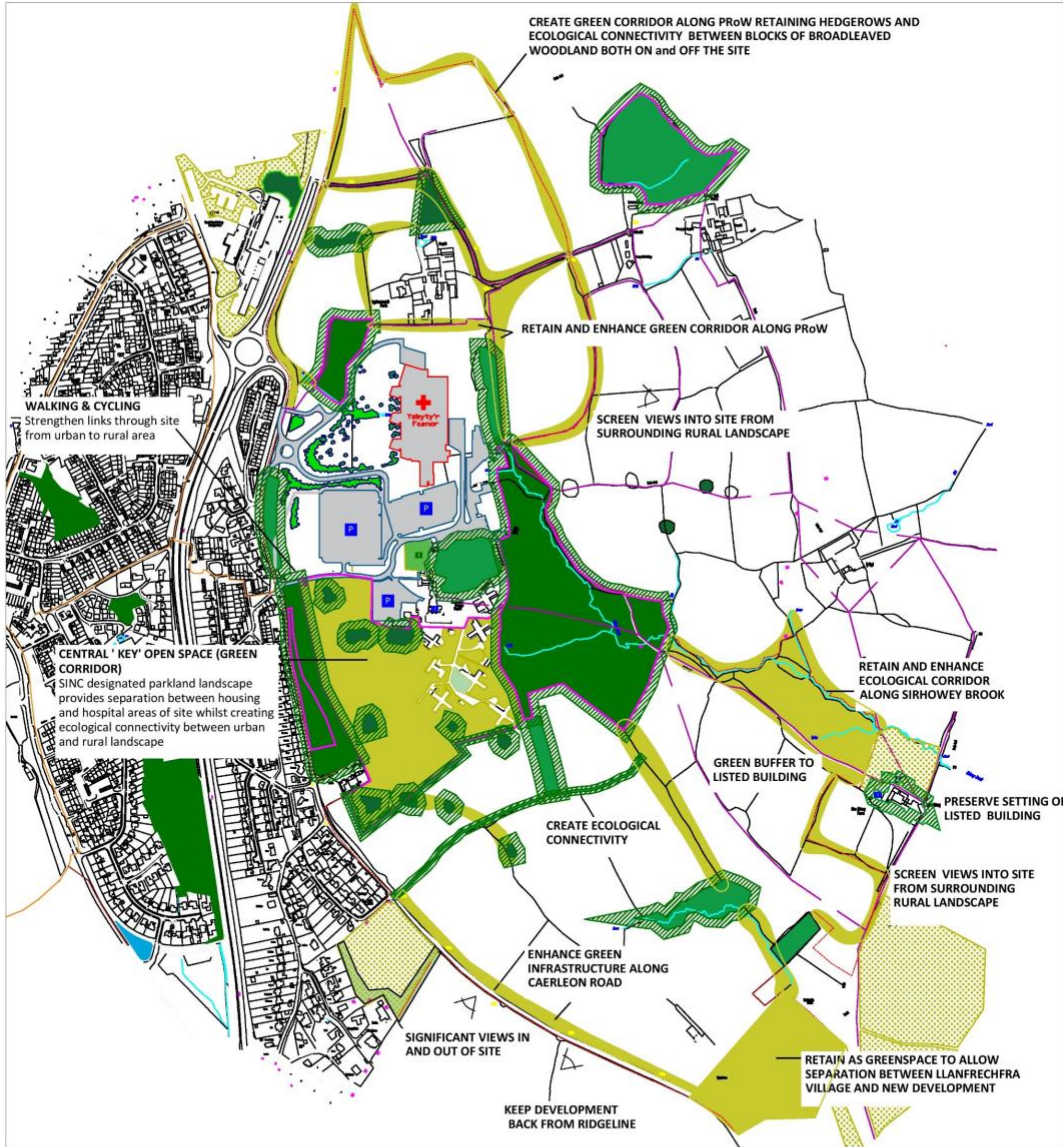 CREATE GREEN CORRIDOR ALONG PRoW RETAINING HEDGEROWS AND
ECOLOGICAL CONNECTIVITY BETWEEN BLOCKS OF BROADLEAVED
WOODLAND BOTH ON and OFF THE SITE
RETAIN AND ENHANCE GREEN CORRIDOR ALONG PRoW
WALKING & CYCLING
Strengthen links through site
from urban to rural area
Ysbyty'r
Faenor
SCREEN VIEWS INTO SITE FROM
SURROUNDING RURAL LANDSCAPE
P
P
P
CENTRAL ' KEY' OPEN SPACE (GREEN
CORRIDOR)
SINC designated parkland landscape
provides separation between housing
and hospital areas of site whilst creating
ecological connectivity between urban
and rural landscape
RETAIN AND ENHANCE
ECOLOGICAL CORRIDOR
ALONG SIRHOWEY BROOK
GREEN BUFFER TO
LISTED BUILDING
PRESERVE SETTING OF
LISTED BUILDING
CREATE ECOLOGICAL
CONNECTIVITY
SCREEN VIEWS INTO SITE
FROM SURROUNDING
RURAL LANDSCAPE
ENHANCE GREEN
INFRASTRUCTURE ALONG
CAERLEON ROAD
SIGNIFICANT VIEWS IN
AND OUT OF SITE
RETAIN AS GREENSPACE TO ALLOW
SEPARATION BETWEEN LLANFRECHFRA
VILLAGE AND NEW DEVELOPMENT
KEEP DEVELOPMENT
BACK FROM RIDGELINE